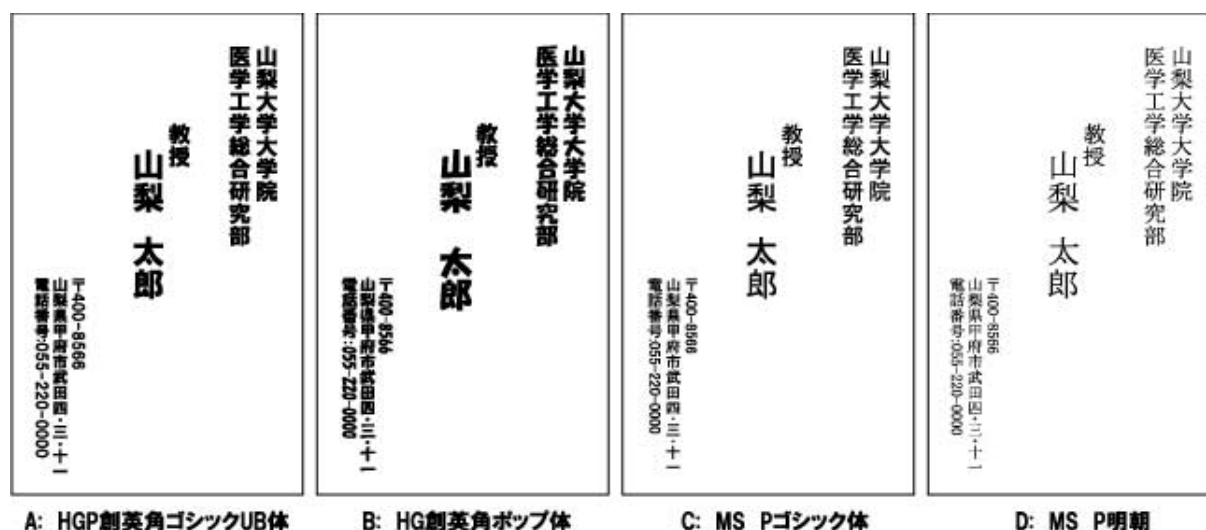 山梨大学大学院
医学工学総合研究部
教授
山梨 太郎
〒400-8566
山梨県甲府市武田四・三・十一
電話番号:055-220-0000
山梨大学大学院
医学工学総合研究部
教授
山梨 太郎
〒400-8566
山梨県甲府市武田四・三・十一
電話番号:055-220-0000
山梨大学大学院
医学工学総合研究部
教授
山梨 太郎
〒400-8566
山梨県甲府市武田四・三・十一
電話番号:055-220-0000
山梨大学大学院
医学工学総合研究部
教授
山梨 太郎
〒400-8566
山梨県甲府市武田四・三・十一
電話番号:055-220-0000
A: HGP創英角ゴシックUB体
B: HG創英角ポップ体
C: MS Pゴシック体
D: MS P明朝